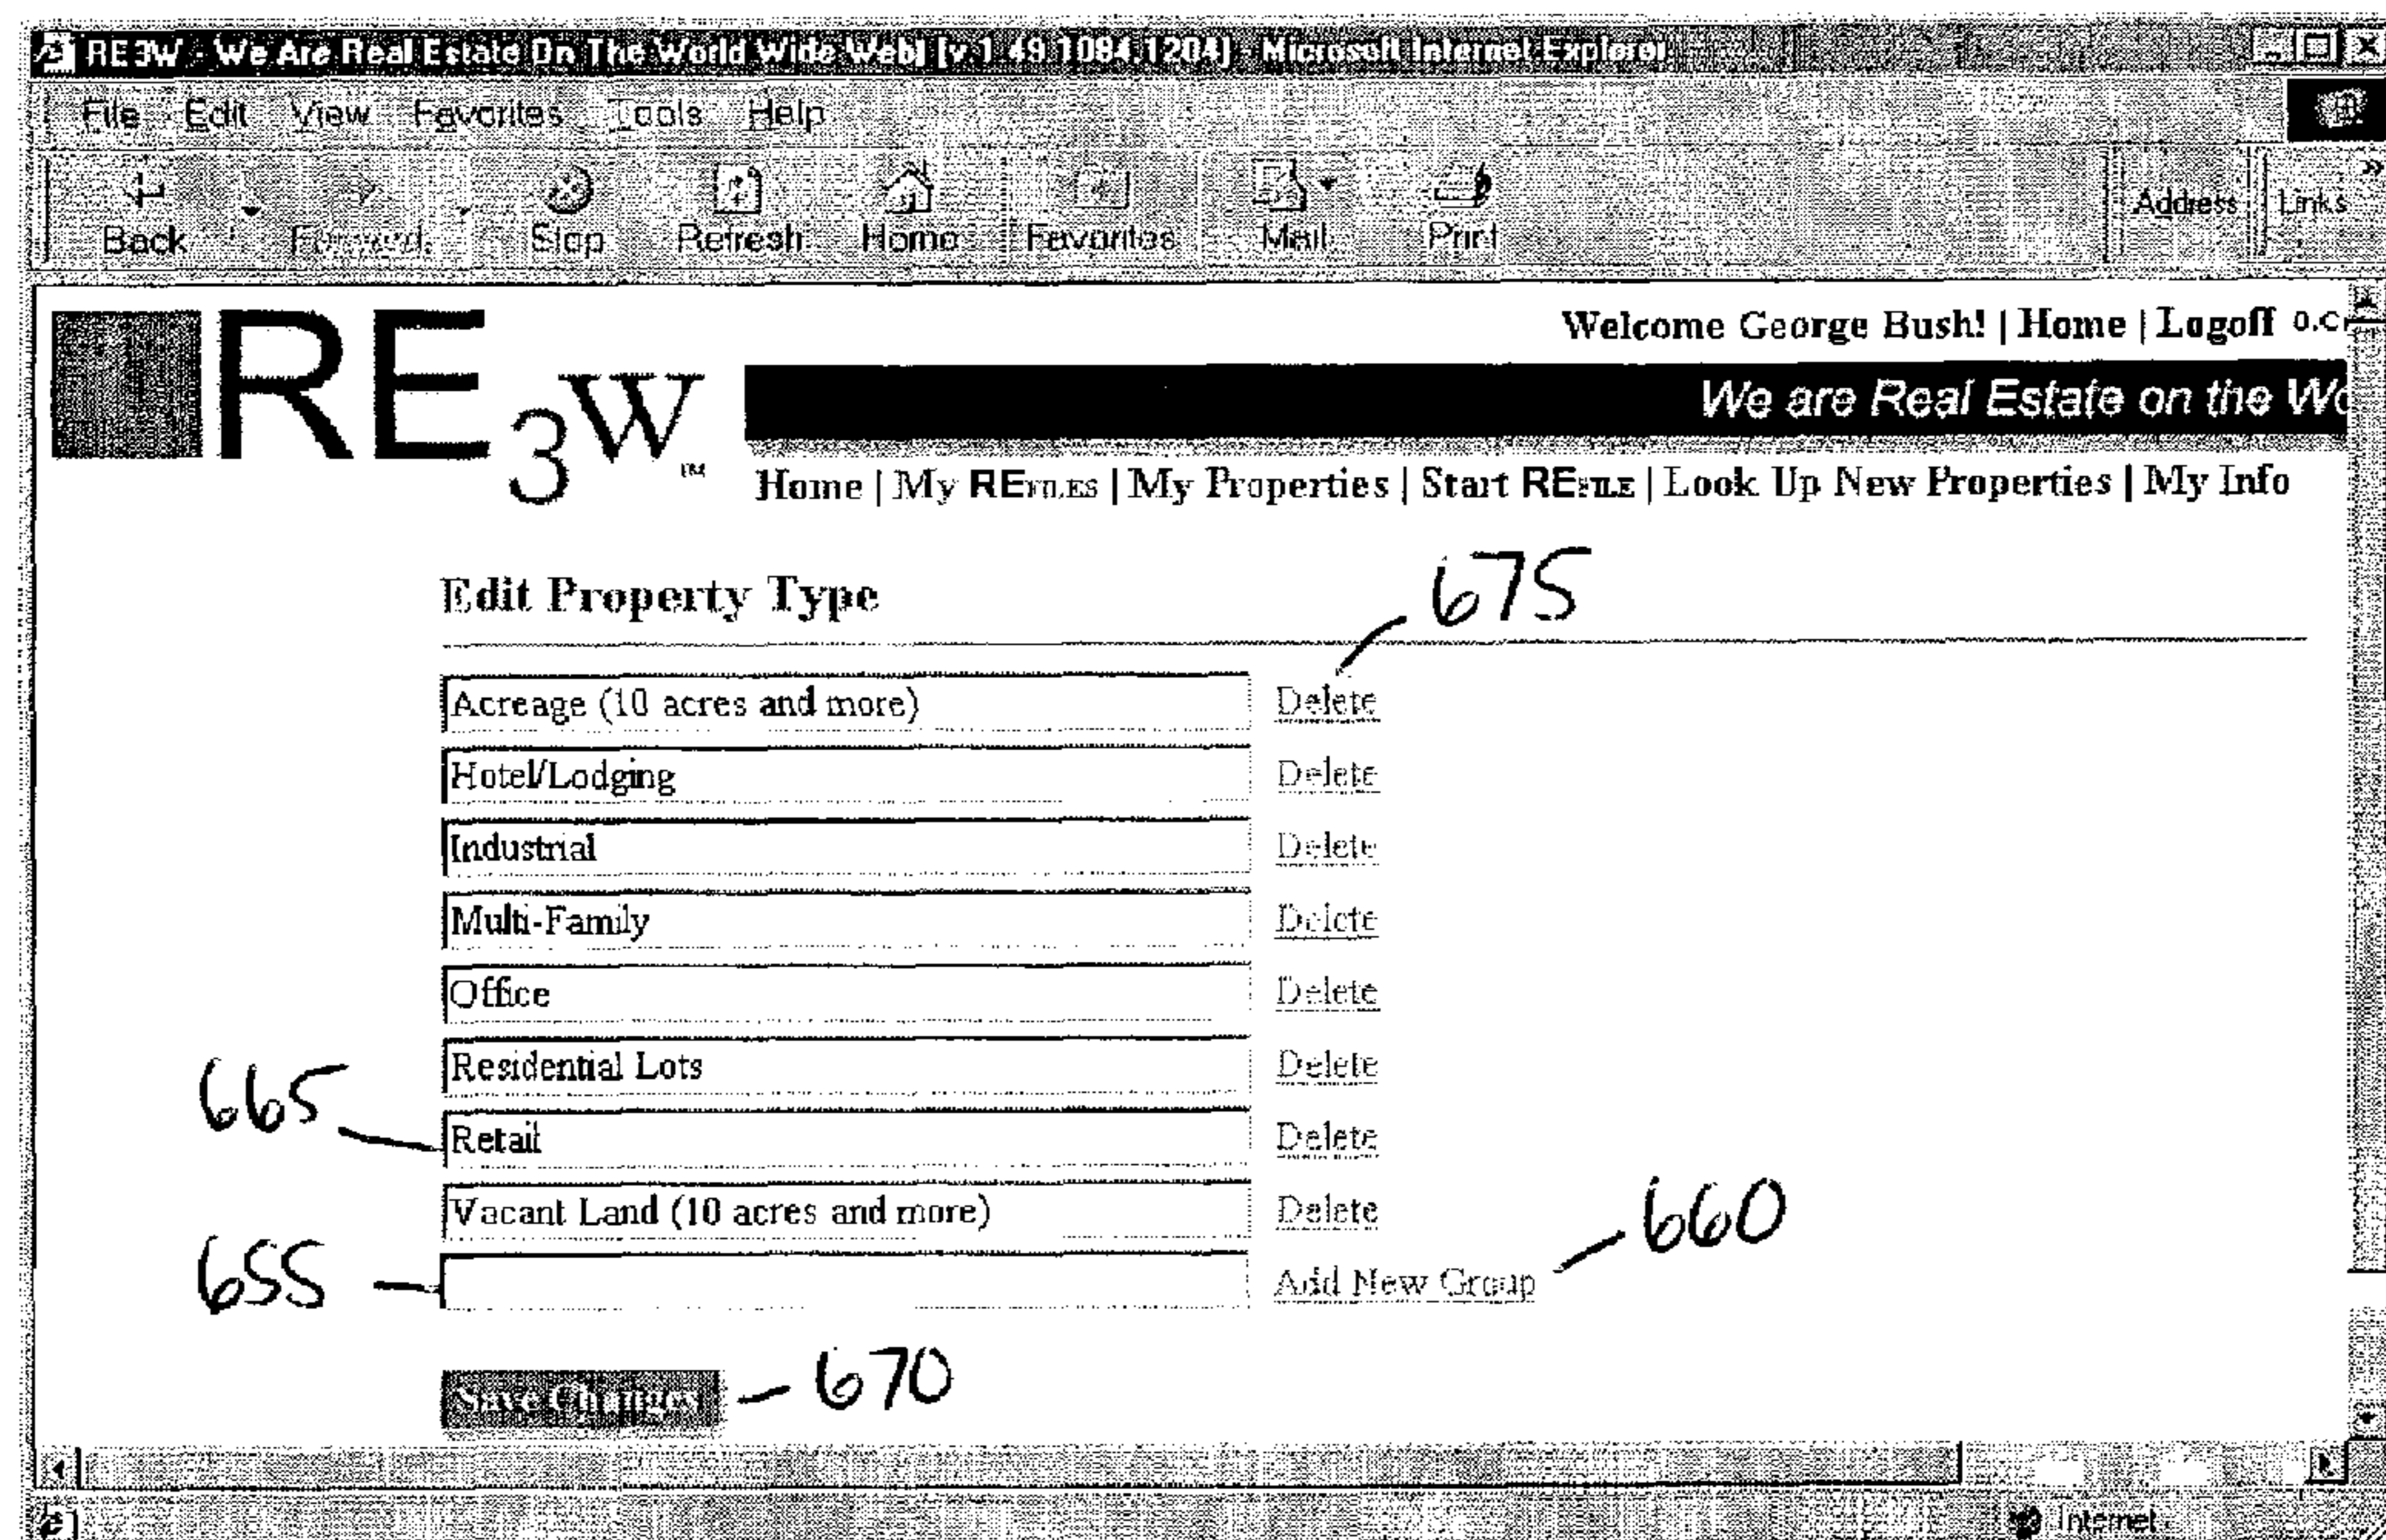 RE3W - We Are Real Estate On The World Wide Web! [v.1.49.1084.1204] - Microsoft Internet Explorer
File Edit View Favorites Tools Help
Back Forward Stop Refresh Home Favorites Mail Print Address Links »
Welcome George Bush! | Home | Logoff
RE3W™
We are Real Estate on the Wo
Home | My REFILES | My Properties | Start REFILE | Look Up New Properties | My Info
Edit Property Type
675
Acreage (10 acres and more) Delete
Hotel/Lodging Delete
Industrial Delete
Multi-Family Delete
Office Delete
Residential Lots Delete
665
Retail Delete
Vacant Land (10 acres and more) Delete
660
655
Add New Group
Save Changes 670
Internet